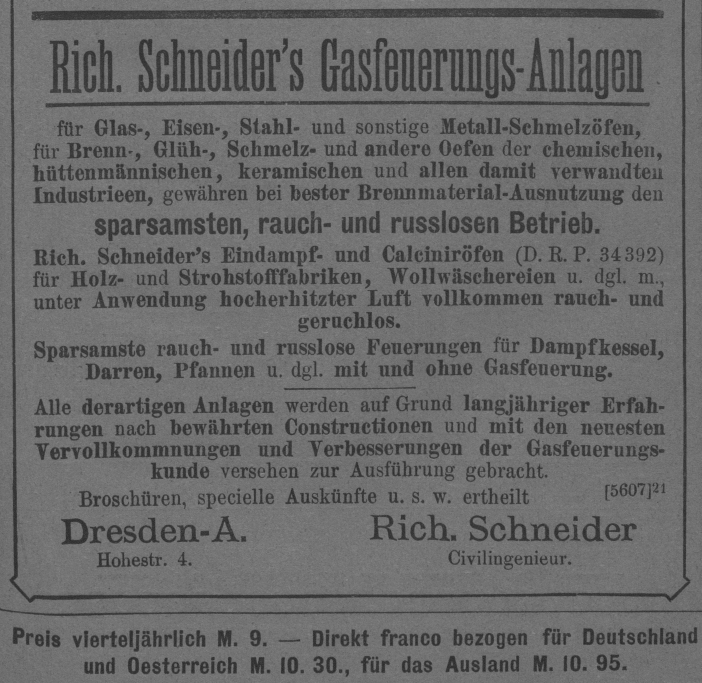 Rich. Schneider's Gasfeuerungs-Anlagen
für Glas-, Eisen-, Stahl- und sonstige Metall-Schmelzöfen,
für Brenn-, Glüh-, Schmelz- und andere Oefen der chemischen,
hüttenmännischen, keramischen und allen damit verwandten
Industrieen, gewähren bei bester Brennmaterial-Ausnutzung den
sparsamsten, rauch- und russlosen Betrieb.
Rich. Schneider's Eindampf- und Calciniröfen (D. R. P. 34392)
für Holz- und Strohstofffabriken, Wollwäschereien u. dgl. m.,
unter Anwendung hocherhitzter Luft vollkommen rauch- und
geruchlos.
Sparsamste rauch- und russlose Feuerungen für Dampfkessel,
Darren, Pfannen u. dgl. mit und ohne Gasfeuerung.
Alle derartigen Anlagen werden auf Grund langjähriger Erfah-
rungen nach bewährten Constructionen und mit den neuesten
Vervollkommnungen und Verbesserungen der Gasfeuerungs-
kunde versehen zur Ausführung gebracht.
Broschüren, specielle Auskünfte u. s. w. ertheilt [5607]21
Dresden-A. Rich. Schneider
Hohestr. 4. Civilingenieur.
Preis vierteljährlich M. 9. — Direkt franco bezogen für Deutschland
und Oesterreich M. 10. 30., für das Ausland M. 10. 95.